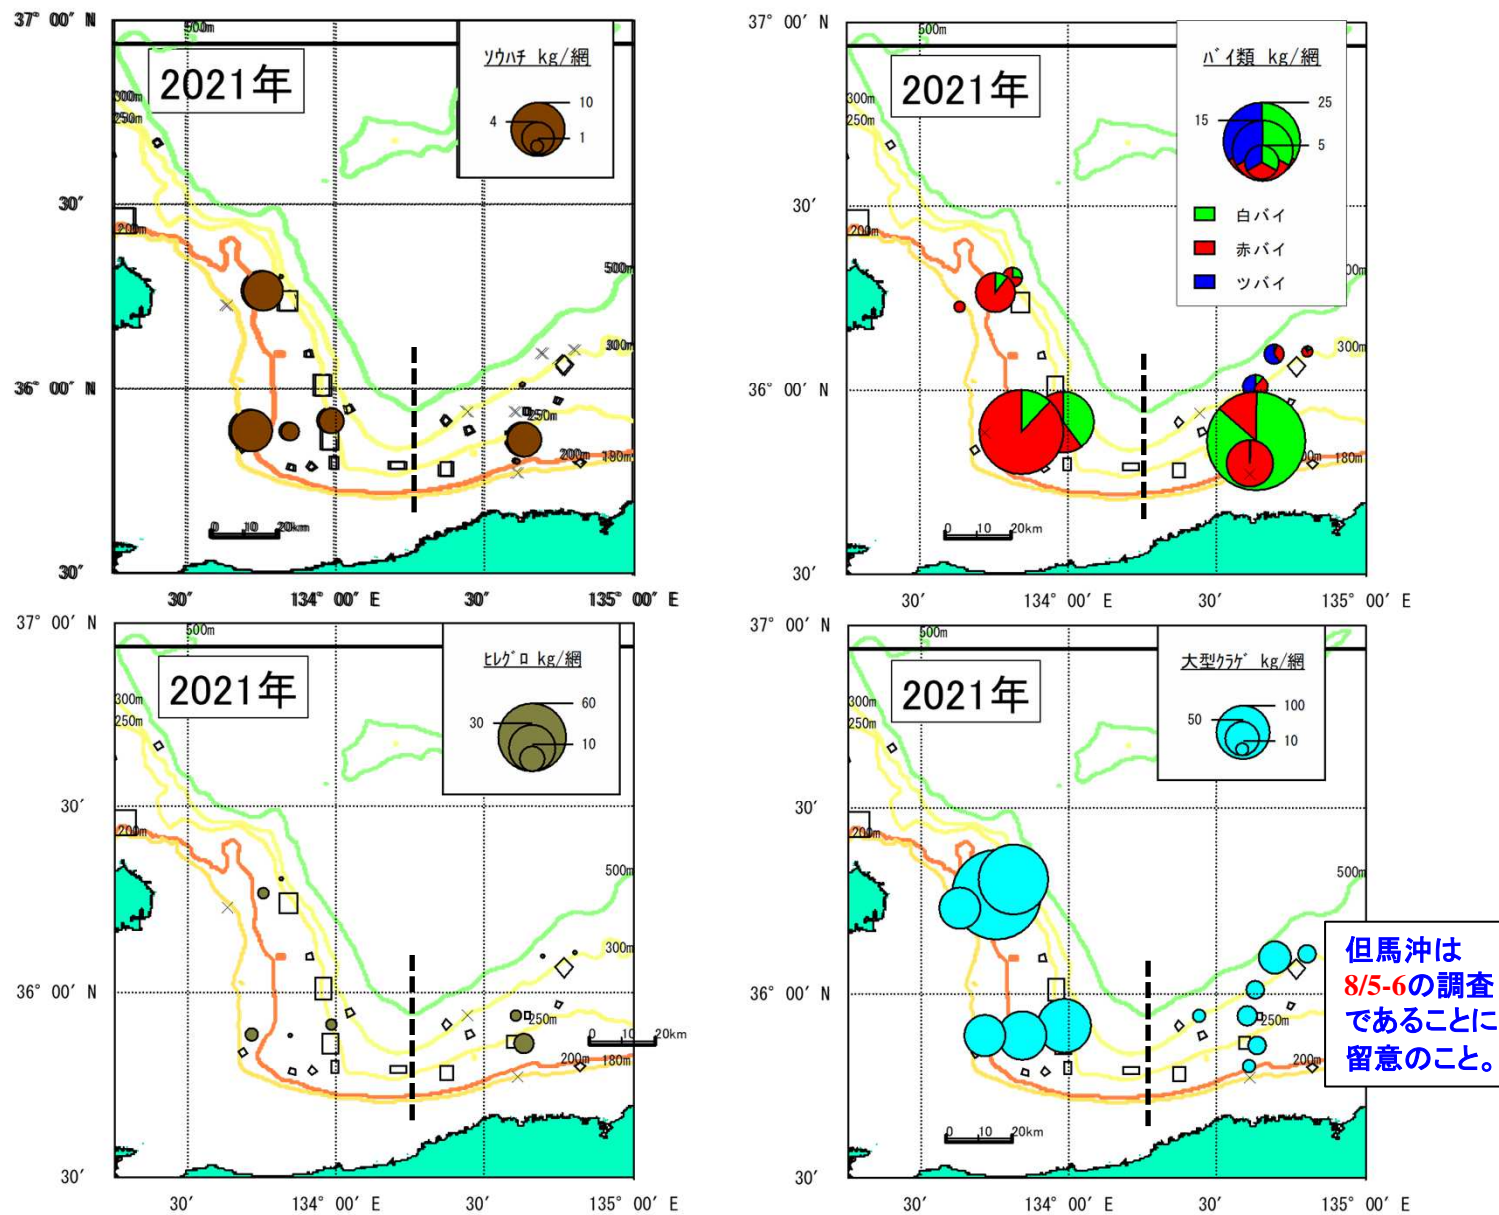 37° 00′ N
500m
2021年
ソウハチ kg/網
10
4
1
300m
250m
30′
200m
500m
300m
36° 00′ N
250m
200m 180m
0 10 20km
30′
30′
134° 00′ E
30′
135° 00′ E
37° 00′ N
500m
2021年
バイ類 kg/網
25
15
5
白バイ
赤バイ
ツバイ
300m
250m
30′
200m
300m
36° 00′ N
180m
0 10 20km
30′
30′
134° 00′ E
30′
135° 00′ E
37° 00′ N
500m
2021年
ヒレグロ kg/網
60
30
10
300m
250m
30′
200m
500m
300m
36° 00′ N
250m
0 10 20km
200m 180m
30′
30′
134° 00′ E
30′
135° 00′ E
37° 00′ N
500m
2021年
大型クラゲ kg/網
100
50
10
300m
250m
30′
200m
500m
36° 00′ N
250m
200m
0 10 20km
30′
30′
134° 00′ E
30′
135° 00′ E
但馬沖は
8/5-6の調査
であることに
留意のこと。